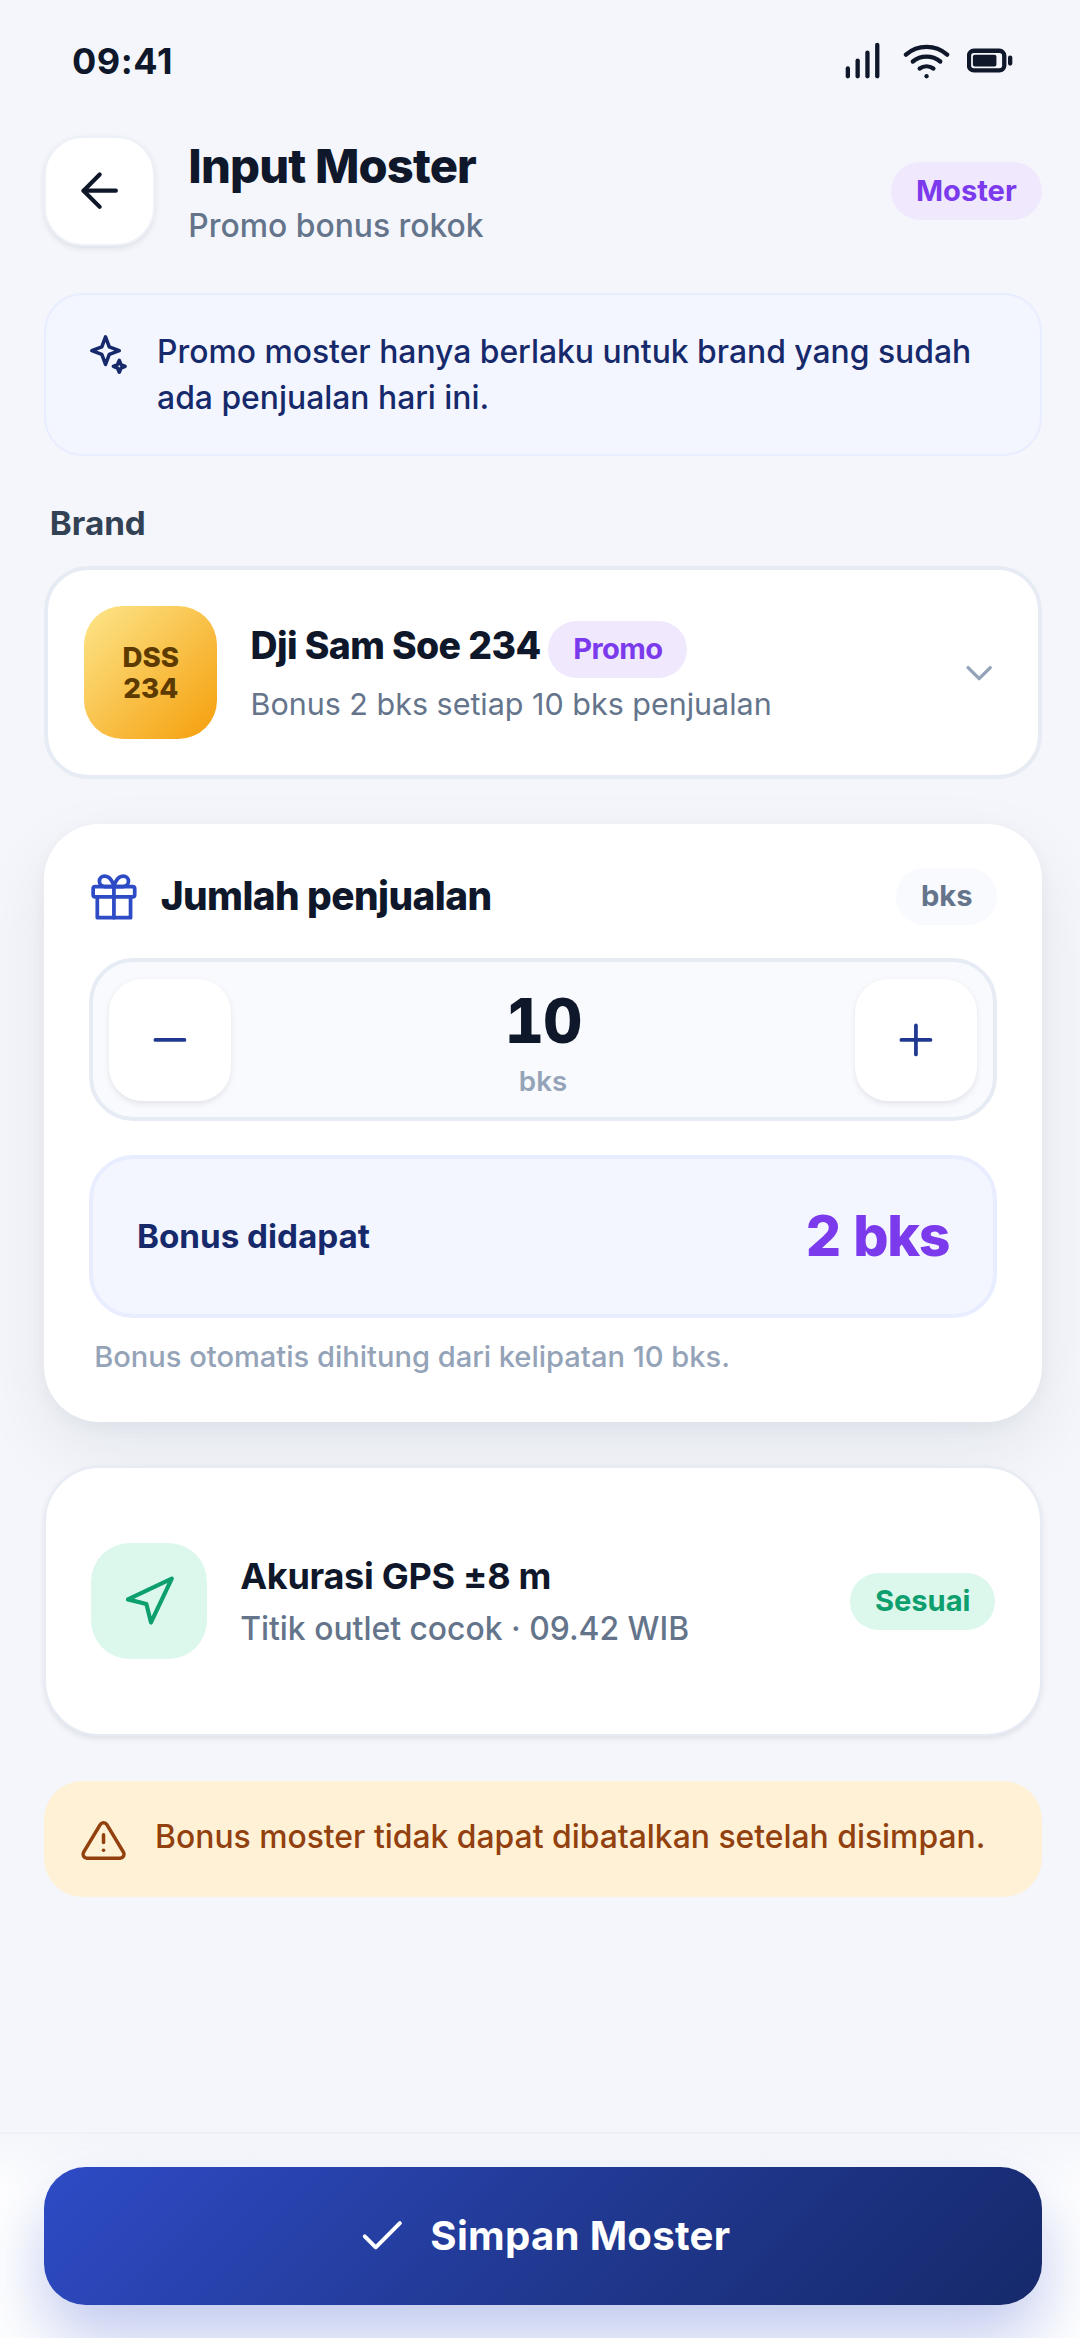 09:41
Input Moster
Promo bonus rokok
Moster
Promo moster hanya berlaku untuk brand yang sudah
ada penjualan hari ini.
Brand
DSS
234
Dji Sam Soe 234 Promo
Bonus 2 bks setiap 10 bks penjualan
Jumlah penjualan
bks
10
bks
Bonus didapat
2 bks
Bonus otomatis dihitung dari kelipatan 10 bks.
Akurasi GPS ±8 m
Titik outlet cocok · 09.42 WIB
Sesuai
Bonus moster tidak dapat dibatalkan setelah disimpan.
Simpan Moster